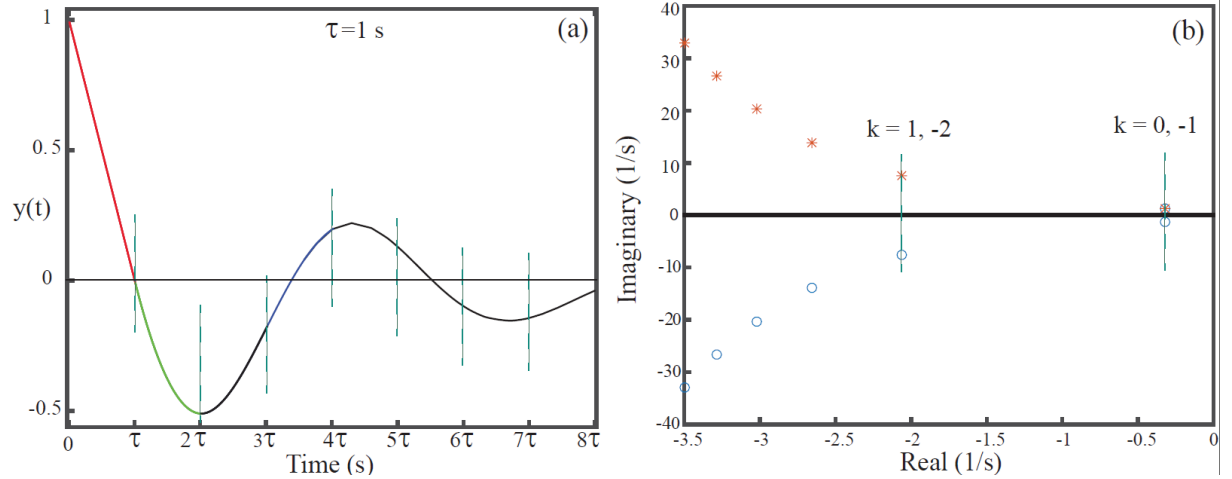 (a)
τ=1 s
1
0.5
y(t)
0
-0.5
0 τ 2τ 3τ 4τ 5τ 6τ 7τ 8τ
Time (s)
(b)
40
30
20
10
0
-10
-20
-30
-40
Imaginary (1/s)
k = 1, -2
k = 0, -1
-3.5 -3 -2.5 -2 -1.5 -1 -0.5 0
Real (1/s)